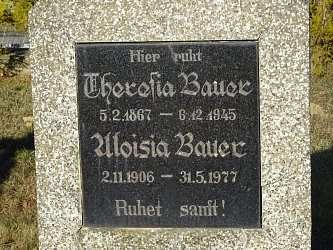 Hier ruht
Theresia Bauer
5.2.1867 — 6.12.1945
Aloisia Bauer
2.11.1906 — 31.5.1977
Ruhet sanft!